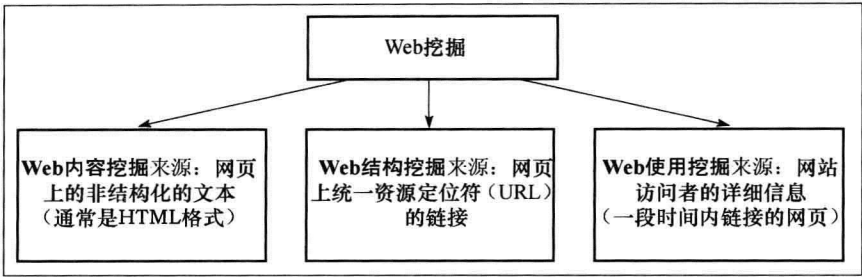 Web挖掘
Web内容挖掘来源：网页
上的非结构化的文本
（通常是HTML格式）
Web结构挖掘来源：网页
上统一资源定位符（URL）
的链接
Web使用挖掘来源：网站
访问者的详细信息
（一段时间内链接的网页）